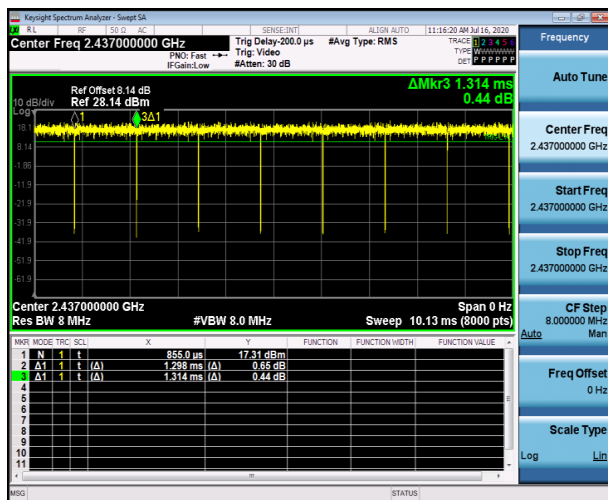 Keysight Spectrum Analyzer - Swept SA
RL RF 50 Ω AC SENSE:INT ALIGN AUTO 11:16:20 AM Jul 16, 2020
Center Freq 2.437000000 GHz
PNO: Fast
IFGain:Low
Trig Delay-200.0 µs
Trig: Video
#Atten: 30 dB
#Avg Type: RMS
TRACE 1 2 3 4 5 6
TYPE W
DET P P P P P P
ΔMkr3 1.314 ms
0.44 dB
Ref Offset 8.14 dB
Ref 28.14 dBm
10 dB/div
Log
1
3Δ1
18.1
8.14
-1.86
-11.9
-21.9
-31.9
-41.9
-51.9
-61.9
Center 2.437000000 GHz
Span 0 Hz
Res BW 8 MHz
#VBW 8.0 MHz
Sweep 10.13 ms (8000 pts)
MKR MODE TRC SCL X Y FUNCTION FUNCTION WIDTH FUNCTION VALUE
1 N 1 t 855.0 µs 17.31 dBm
2 Δ1 1 t (Δ) 1.298 ms (Δ) 0.65 dB
3 Δ1 1 t (Δ) 1.314 ms (Δ) 0.44 dB
4
5
6
7
8
9
10
11
MSG
STATUS
Frequency
Auto Tune
Center Freq
2.437000000 GHz
Start Freq
2.437000000 GHz
Stop Freq
2.437000000 GHz
CF Step
8.000000 MHz
Auto Man
Freq Offset
0 Hz
Scale Type
Log Lin